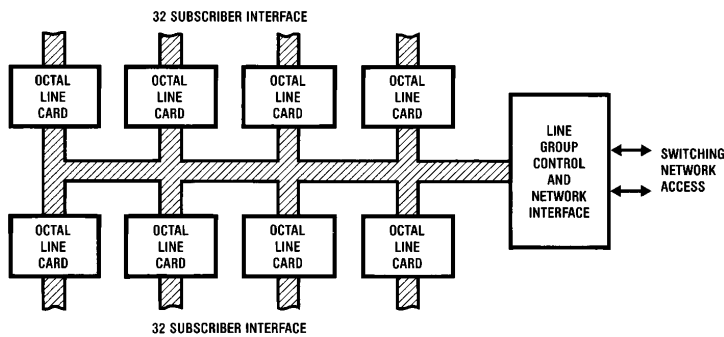 32 SUBSCRIBER INTERFACE
OCTAL
LINE
CARD
OCTAL
LINE
CARD
OCTAL
LINE
CARD
OCTAL
LINE
CARD
LINE
GROUP
CONTROL
AND
NETWORK
INTERFACE
SWITCHING
NETWORK
ACCESS
OCTAL
LINE
CARD
OCTAL
LINE
CARD
OCTAL
LINE
CARD
OCTAL
LINE
CARD
32 SUBSCRIBER INTERFACE